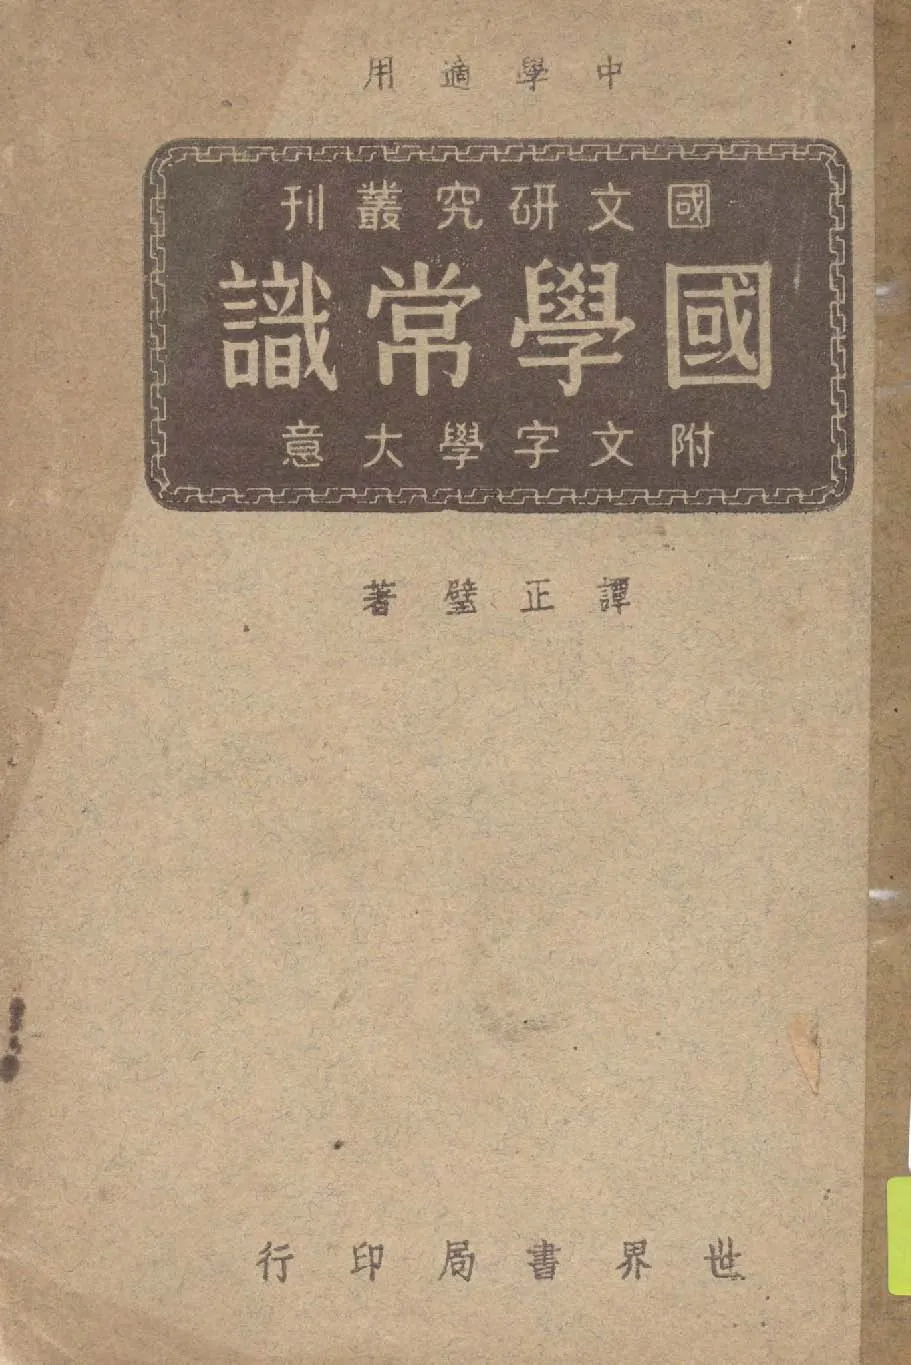 中學適用
國文研究叢刊
國學常識
附文字學大意
譚正璧著
世界書局印行